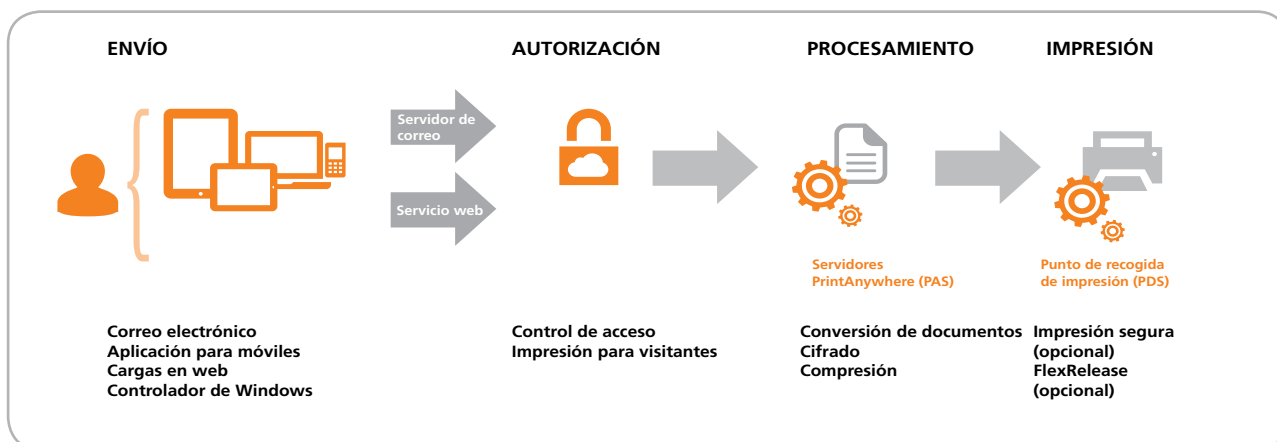 ENVÍO
AUTORIZACIÓN
PROCESAMIENTO
IMPRESIÓN
Servidor de
correo
Servicio web
Servidores
PrintAnywhere (PAS)
Punto de recogida
de impresión (PDS)
Correo electrónico
Aplicación para móviles
Cargas en web
Controlador de Windows
Control de acceso
Impresión para visitantes
Conversión de documentos
Cifrado
Compresión
Impresión segura
(opcional)
FlexRelease
(opcional)